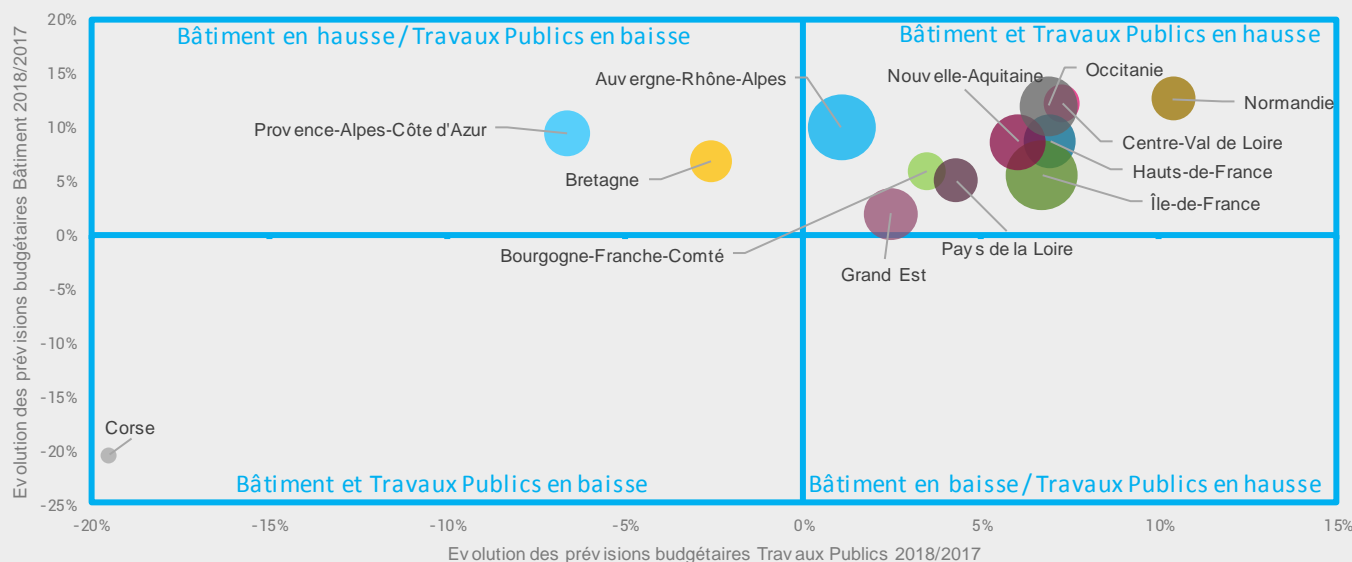 Bâtiment en hausse / Travaux Publics en baisse
Bâtiment et Travaux Publics en hausse
20%
15%
10%
5%
0%
-5%
-10%
-15%
-20%
-25%
Evolution des prévisions budgétaires Bâtiment 2018/2017
Auvergne-Rhône-Alpes
Nouvelle-Aquitaine
Occitanie
Normandie
Provence-Alpes-Côte d'Azur
Centre-Val de Loire
Bretagne
Hauts-de-France
Île-de-France
Bourgogne-Franche-Comté
Pays de la Loire
Grand Est
Corse
Bâtiment et Travaux Publics en baisse
Bâtiment en baisse / Travaux Publics en hausse
-20%
-15%
-10%
-5%
0%
5%
10%
15%
Evolution des prévisions budgétaires Travaux Publics 2018/2017